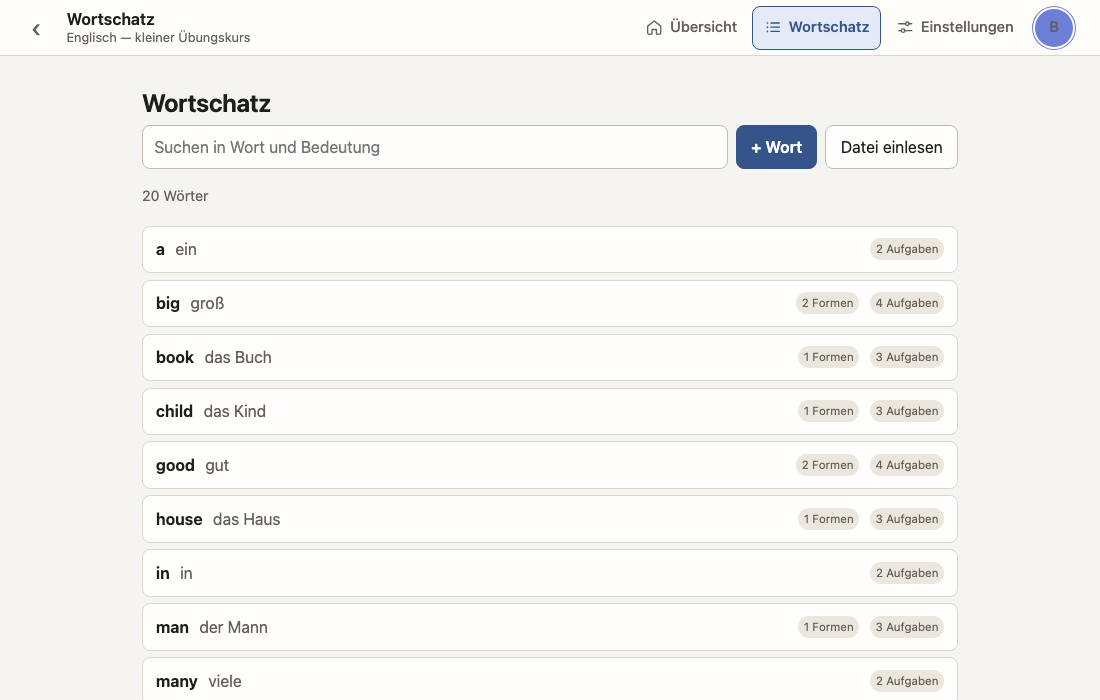 Wortschatz
Englisch — kleiner Übungskurs
Übersicht
Wortschatz
Einstellungen
B
Wortschatz
Suchen in Wort und Bedeutung
+ Wort
Datei einlesen
20 Wörter
a ein 2 Aufgaben
big groß 2 Formen 4 Aufgaben
book das Buch 1 Formen 3 Aufgaben
child das Kind 1 Formen 3 Aufgaben
good gut 2 Formen 4 Aufgaben
house das Haus 1 Formen 3 Aufgaben
in in 2 Aufgaben
man der Mann 1 Formen 3 Aufgaben
many viele 2 Aufgaben